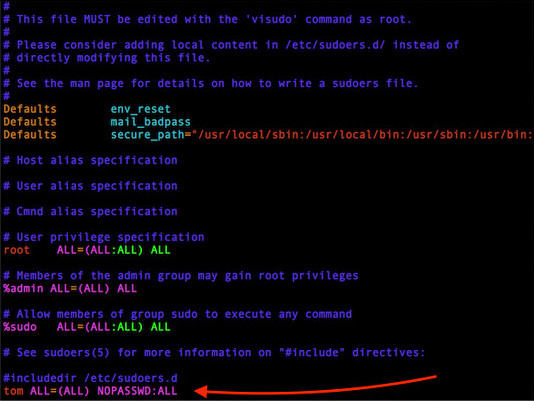 #
# This file MUST be edited with the 'visudo' command as root.
#
# Please consider adding local content in /etc/sudoers.d/ instead of
# directly modifying this file.
#
# See the man page for details on how to write a sudoers file.
#
Defaults env_reset
Defaults mail_badpass
Defaults secure_path="/usr/local/sbin:/usr/local/bin:/usr/sbin:/usr/bin:
# Host alias specification
# User alias specification
# Cmnd alias specification
# User privilege specification
root ALL=(ALL:ALL) ALL
# Members of the admin group may gain root privileges
%admin ALL=(ALL) ALL
# Allow members of group sudo to execute any command
%sudo ALL=(ALL:ALL) ALL
# See sudoers(5) for more information on "#include" directives:
#includedir /etc/sudoers.d
tom ALL=(ALL) NOPASSWD:ALL